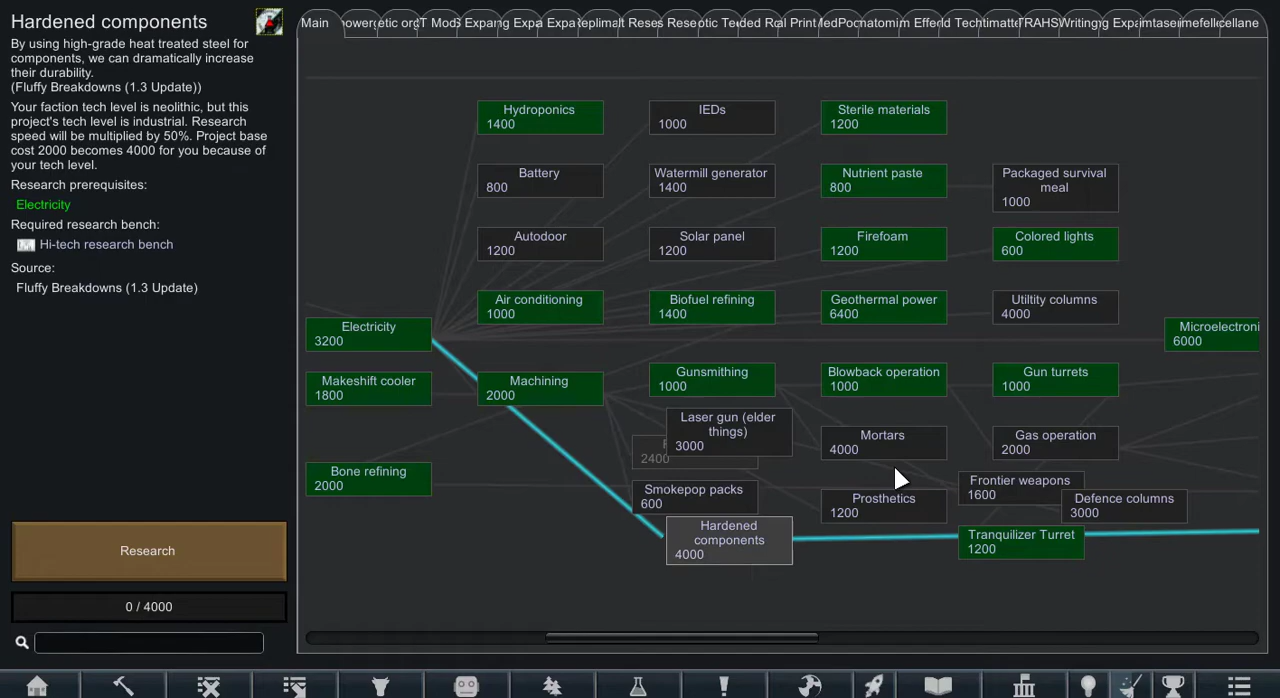 Hardened components
By using high-grade heat treated steel for
components, we can dramatically increase
their durability.
(Fluffy Breakdowns (1.3 Update))
Your faction tech level is neolithic, but this
project's tech level is industrial. Research
speed will be multiplied by 50%. Project base
cost 2000 becomes 4000 for you because of
your tech level.
Research prerequisites:
Electricity
Required research bench:
Hi-tech research bench
Source:
Fluffy Breakdowns (1.3 Update)
Research
0 / 4000
Main
Hydroponics
1400
IEDs
1000
Sterile materials
1200
Battery
800
Watermill generator
1400
Nutrient paste
800
Packaged survival
meal
1000
Autodoor
1200
Solar panel
1200
Firefoam
1200
Colored lights
600
Air conditioning
1000
Biofuel refining
1400
Geothermal power
6400
Utiltity columns
4000
Electricity
3200
Microelectroni
6000
Makeshift cooler
1800
Machining
2000
Gunsmithing
1000
Blowback operation
1000
Gun turrets
1000
Laser gun (elder
things)
3000
2400
Mortars
4000
Gas operation
2000
Bone refining
2000
Smokepop packs
600
Prosthetics
1200
Frontier weapons
1600
Defence columns
3000
Hardened
components
4000
Tranquilizer Turret
1200